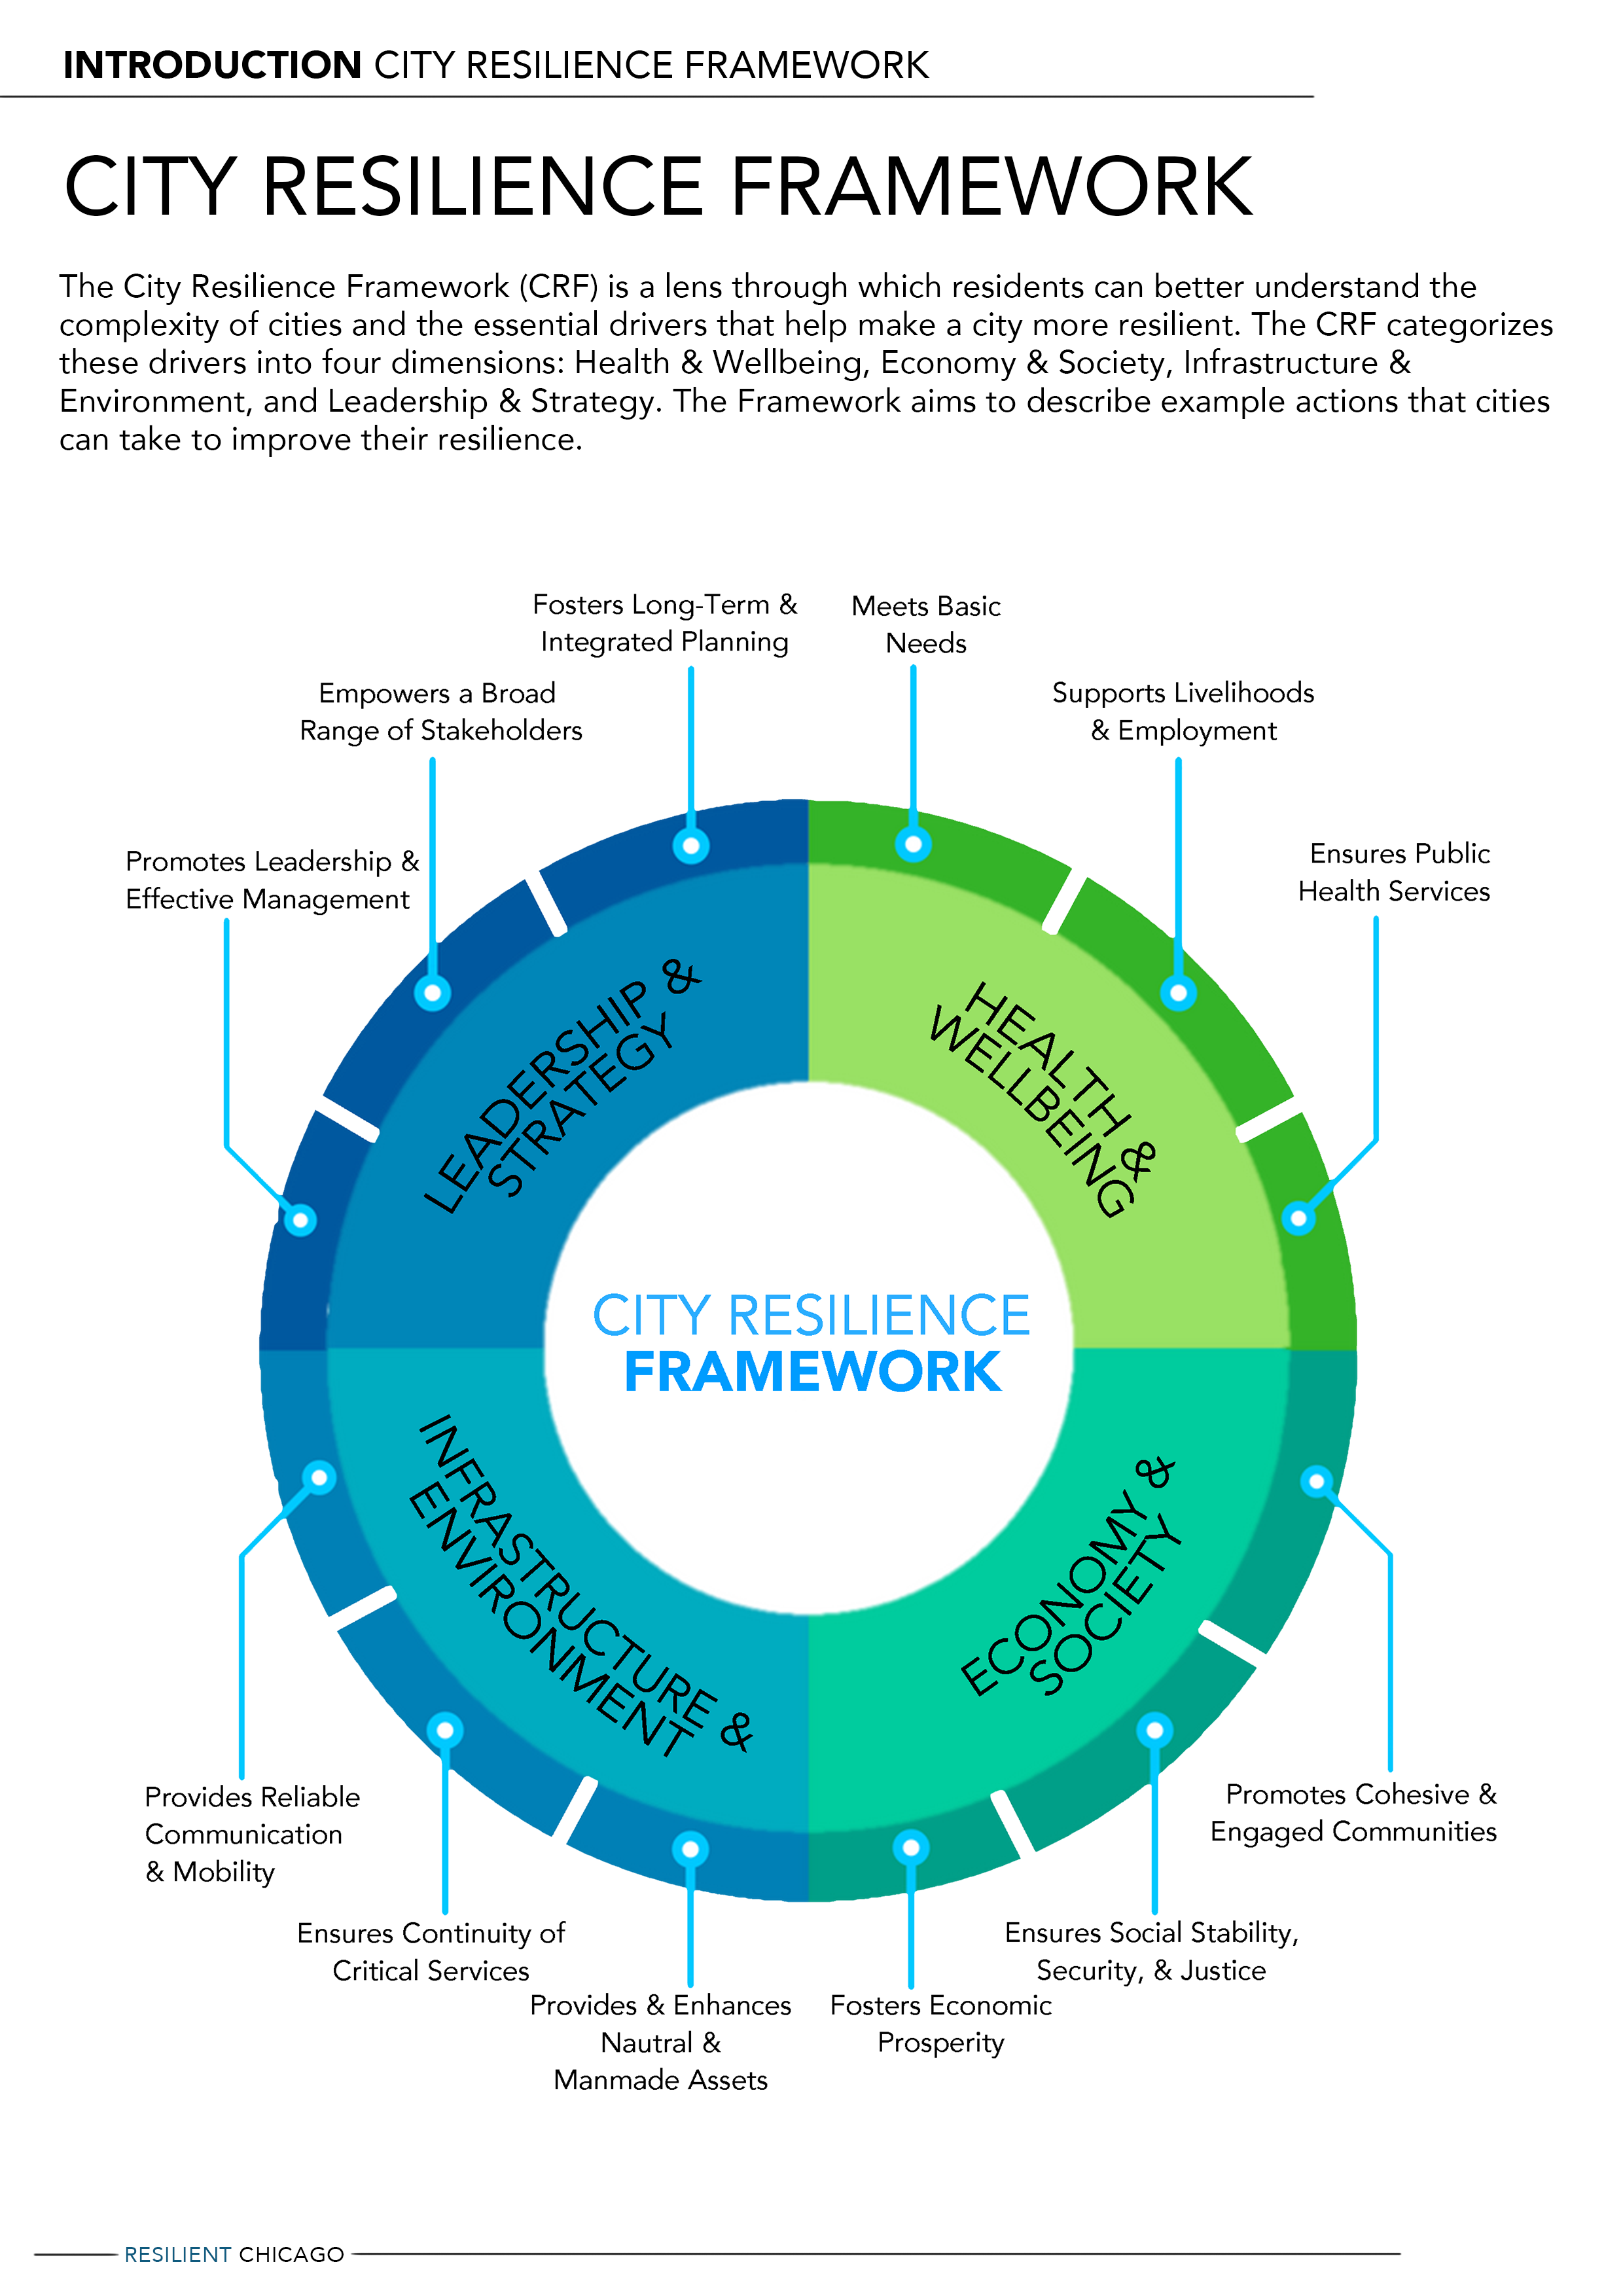 INTRODUCTION CITY RESILIENCE FRAMEWORK
CITY RESILIENCE FRAMEWORK
The City Resilience Framework (CRF) is a lens through which residents can better understand the
complexity of cities and the essential drivers that help make a city more resilient. The CRF categorizes
these drivers into four dimensions: Health & Wellbeing, Economy & Society, Infrastructure &
Environment, and Leadership & Strategy. The Framework aims to describe example actions that cities
can take to improve their resilience.
Fosters Long-Term &
Integrated Planning
Meets Basic
Needs
Empowers a Broad
Range of Stakeholders
Supports Livelihoods
& Employment
Promotes Leadership &
Effective Management
Ensures Public
Health Services
LEADERSHIP &
STRATEGY
HEALTH &
WELLBEING
CITY RESILIENCE
FRAMEWORK
INFRASTRUCTURE &
ENVIRONMENT
ECONOMY &
SOCIETY
Provides Reliable
Communication
& Mobility
Promotes Cohesive &
Engaged Communities
Ensures Continuity of
Critical Services
Ensures Social Stability,
Security, & Justice
Provides & Enhances
Nautral &
Manmade Assets
Fosters Economic
Prosperity
RESILIENT CHICAGO